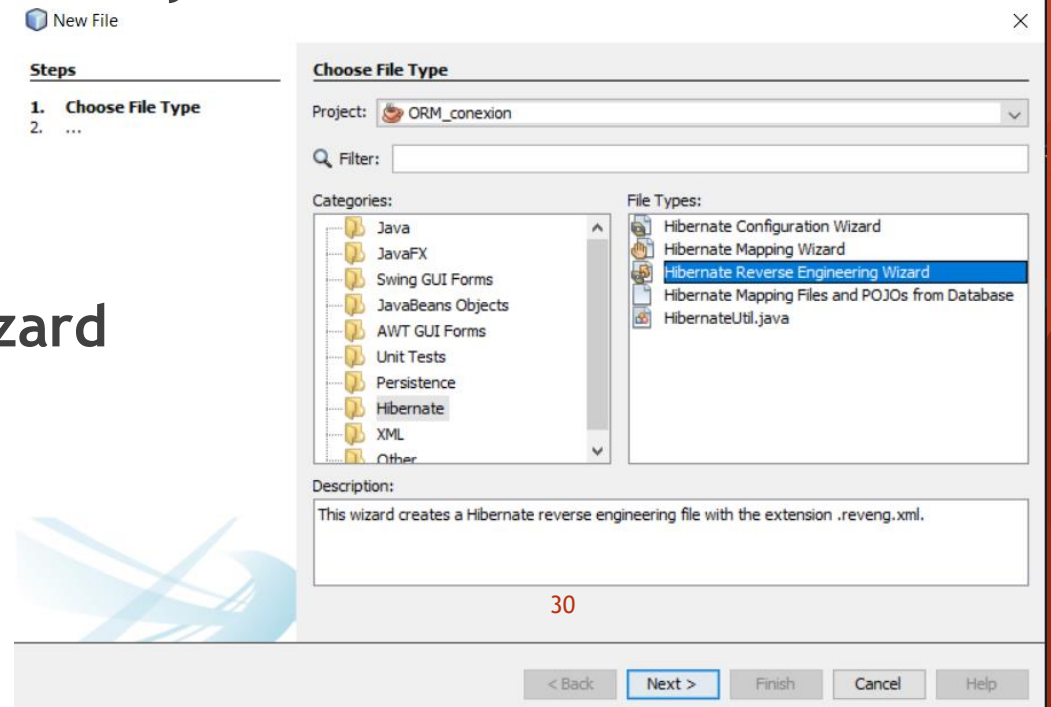 New File
Steps
1. Choose File Type
2. ...
zard
Choose File Type
Project: ORM_conexion
Filter:
Categories:
Java
JavaFX
Swing GUI Forms
JavaBeans Objects
AWT GUI Forms
Unit Tests
Persistence
Hibernate
XML
Other
File Types:
Hibernate Configuration Wizard
Hibernate Mapping Wizard
Hibernate Reverse Engineering Wizard
Hibernate Mapping Files and POJOs from Database
HibernateUtil.java
Description:
This wizard creates a Hibernate reverse engineering file with the extension .reveng.xml.
30
< Back Next > Finish Cancel Help